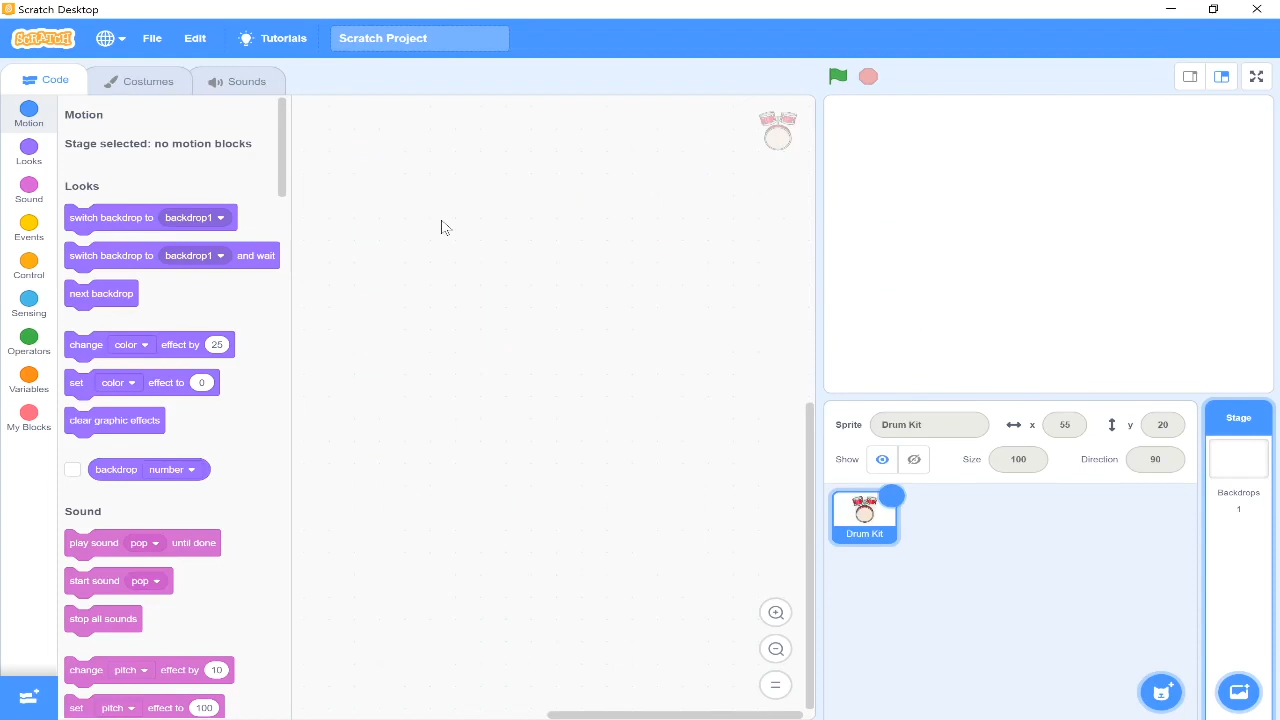 Scratch Desktop
SCRATCH File Edit Tutorials Scratch Project
Code Costumes Sounds
Motion
Looks
Sound
Events
Control
Sensing
Operators
Variables
My Blocks
Motion
Stage selected: no motion blocks
Looks
switch backdrop to backdrop1
switch backdrop to backdrop1 and wait
next backdrop
change color effect by 25
set color effect to 0
clear graphic effects
backdrop number
Sound
play sound pop until done
start sound pop
stop all sounds
change pitch effect by 10
set pitch effect to 100
Sprite Drum Kit x 55 y 20
Show Size 100 Direction 90
Drum Kit
Stage
Backdrops
1